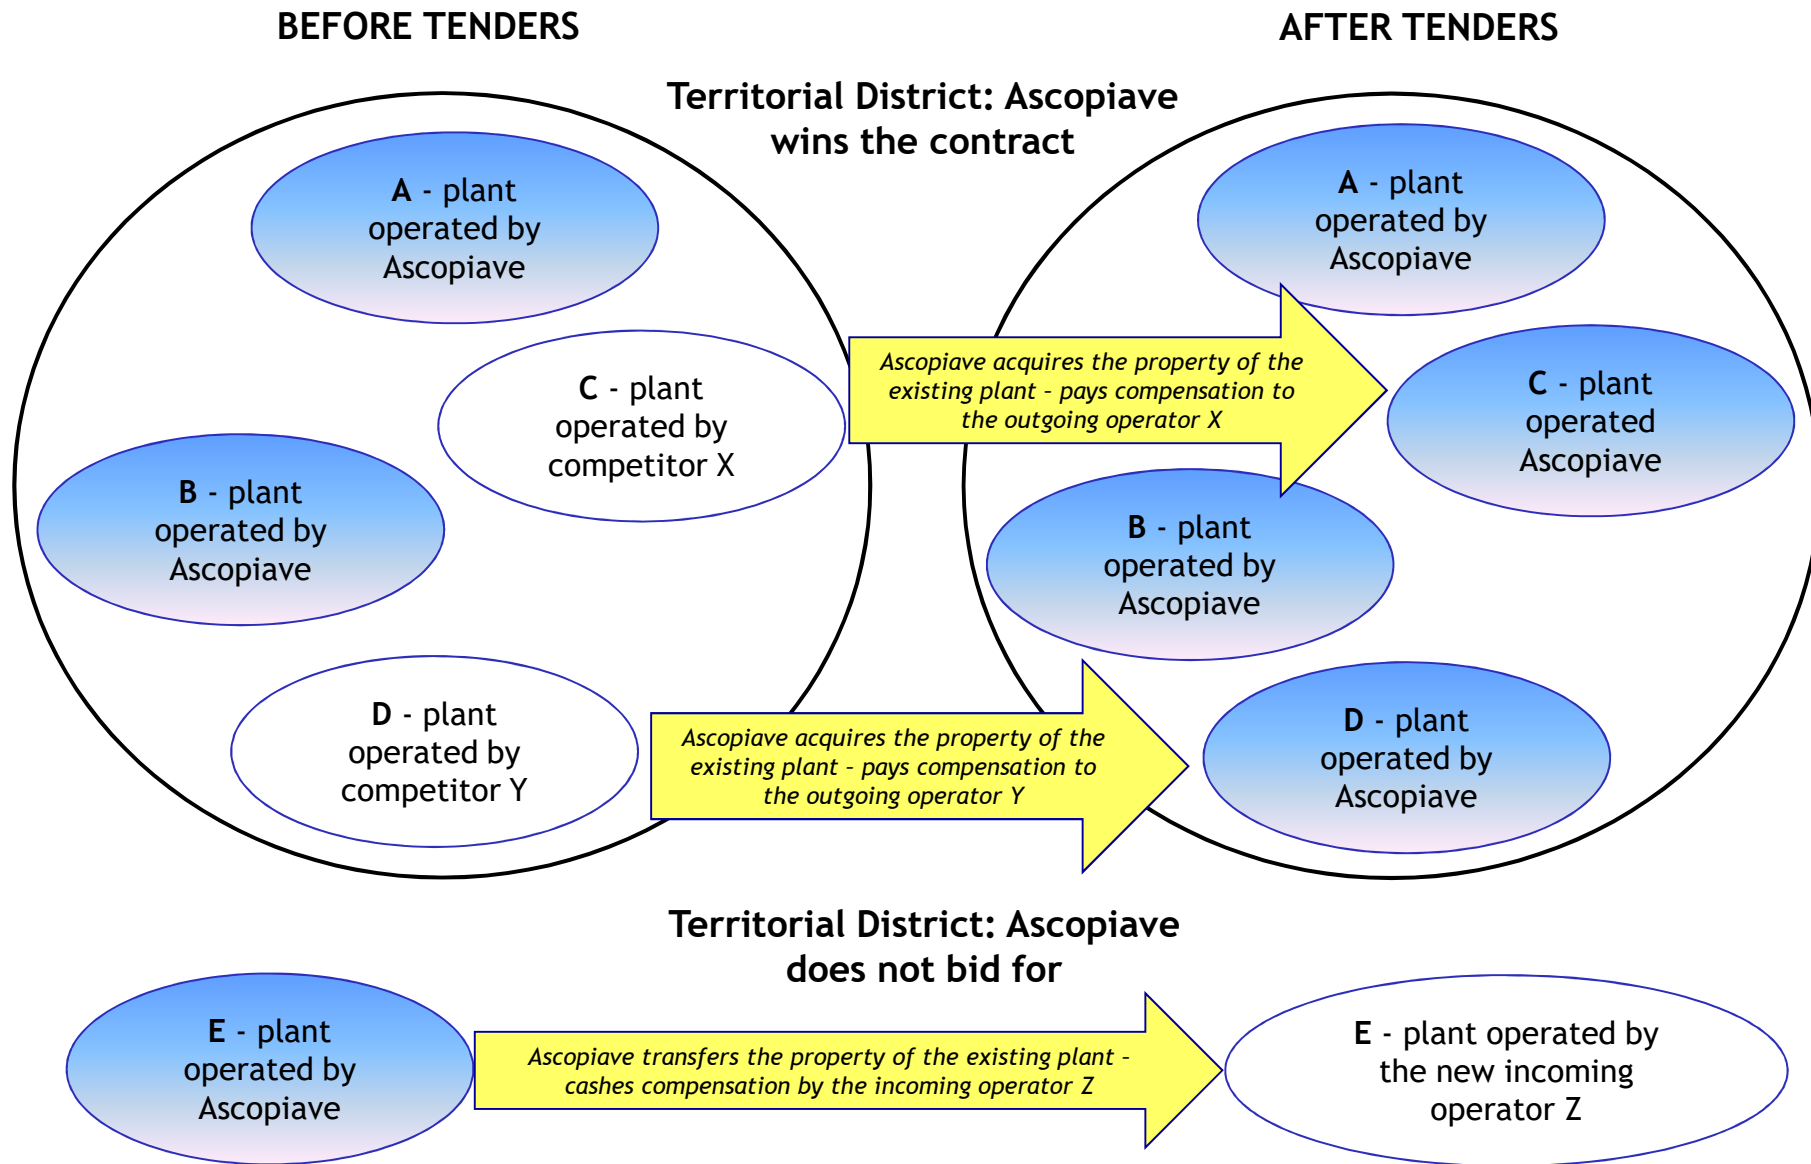 BEFORE TENDERS
AFTER TENDERS
Territorial District: Ascopiave
wins the contract
A - plant
operated by
Ascopiave
C - plant
operated by
competitor X
B - plant
operated by
Ascopiave
D - plant
operated by
competitor Y
Ascopiave acquires the property of the
existing plant - pays compensation to
the outgoing operator X
Ascopiave acquires the property of the
existing plant - pays compensation to
the outgoing operator Y
A - plant
operated by
Ascopiave
C - plant
operated
Ascopiave
B - plant
operated by
Ascopiave
D - plant
operated by
Ascopiave
Territorial District: Ascopiave
does not bid for
E - plant
operated by
Ascopiave
Ascopiave transfers the property of the existing plant -
cashes compensation by the incoming operator Z
E - plant operated by
the new incoming
operator Z